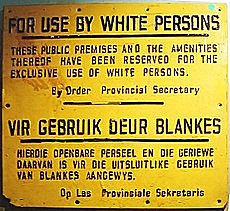 FOR USE BY WHITE PERSONS
THESE PUBLIC PREMISES AND THE AMENITIES
THEREOF HAVE BEEN RESERVED FOR THE
EXCLUSIVE USE OF WHITE PERSONS.
By Order Provincial Secretary
VIR GEBRUIK DEUR BLANKES
HIERDIE OPENBARE PERSEEL EN DIE GERIEWE
DAARVAN IS VIR DIE UITSLUITLIKE GEBRUIK
VAN BLANKES AANGEWYS.
Op Las Provinsiale Sekretaris